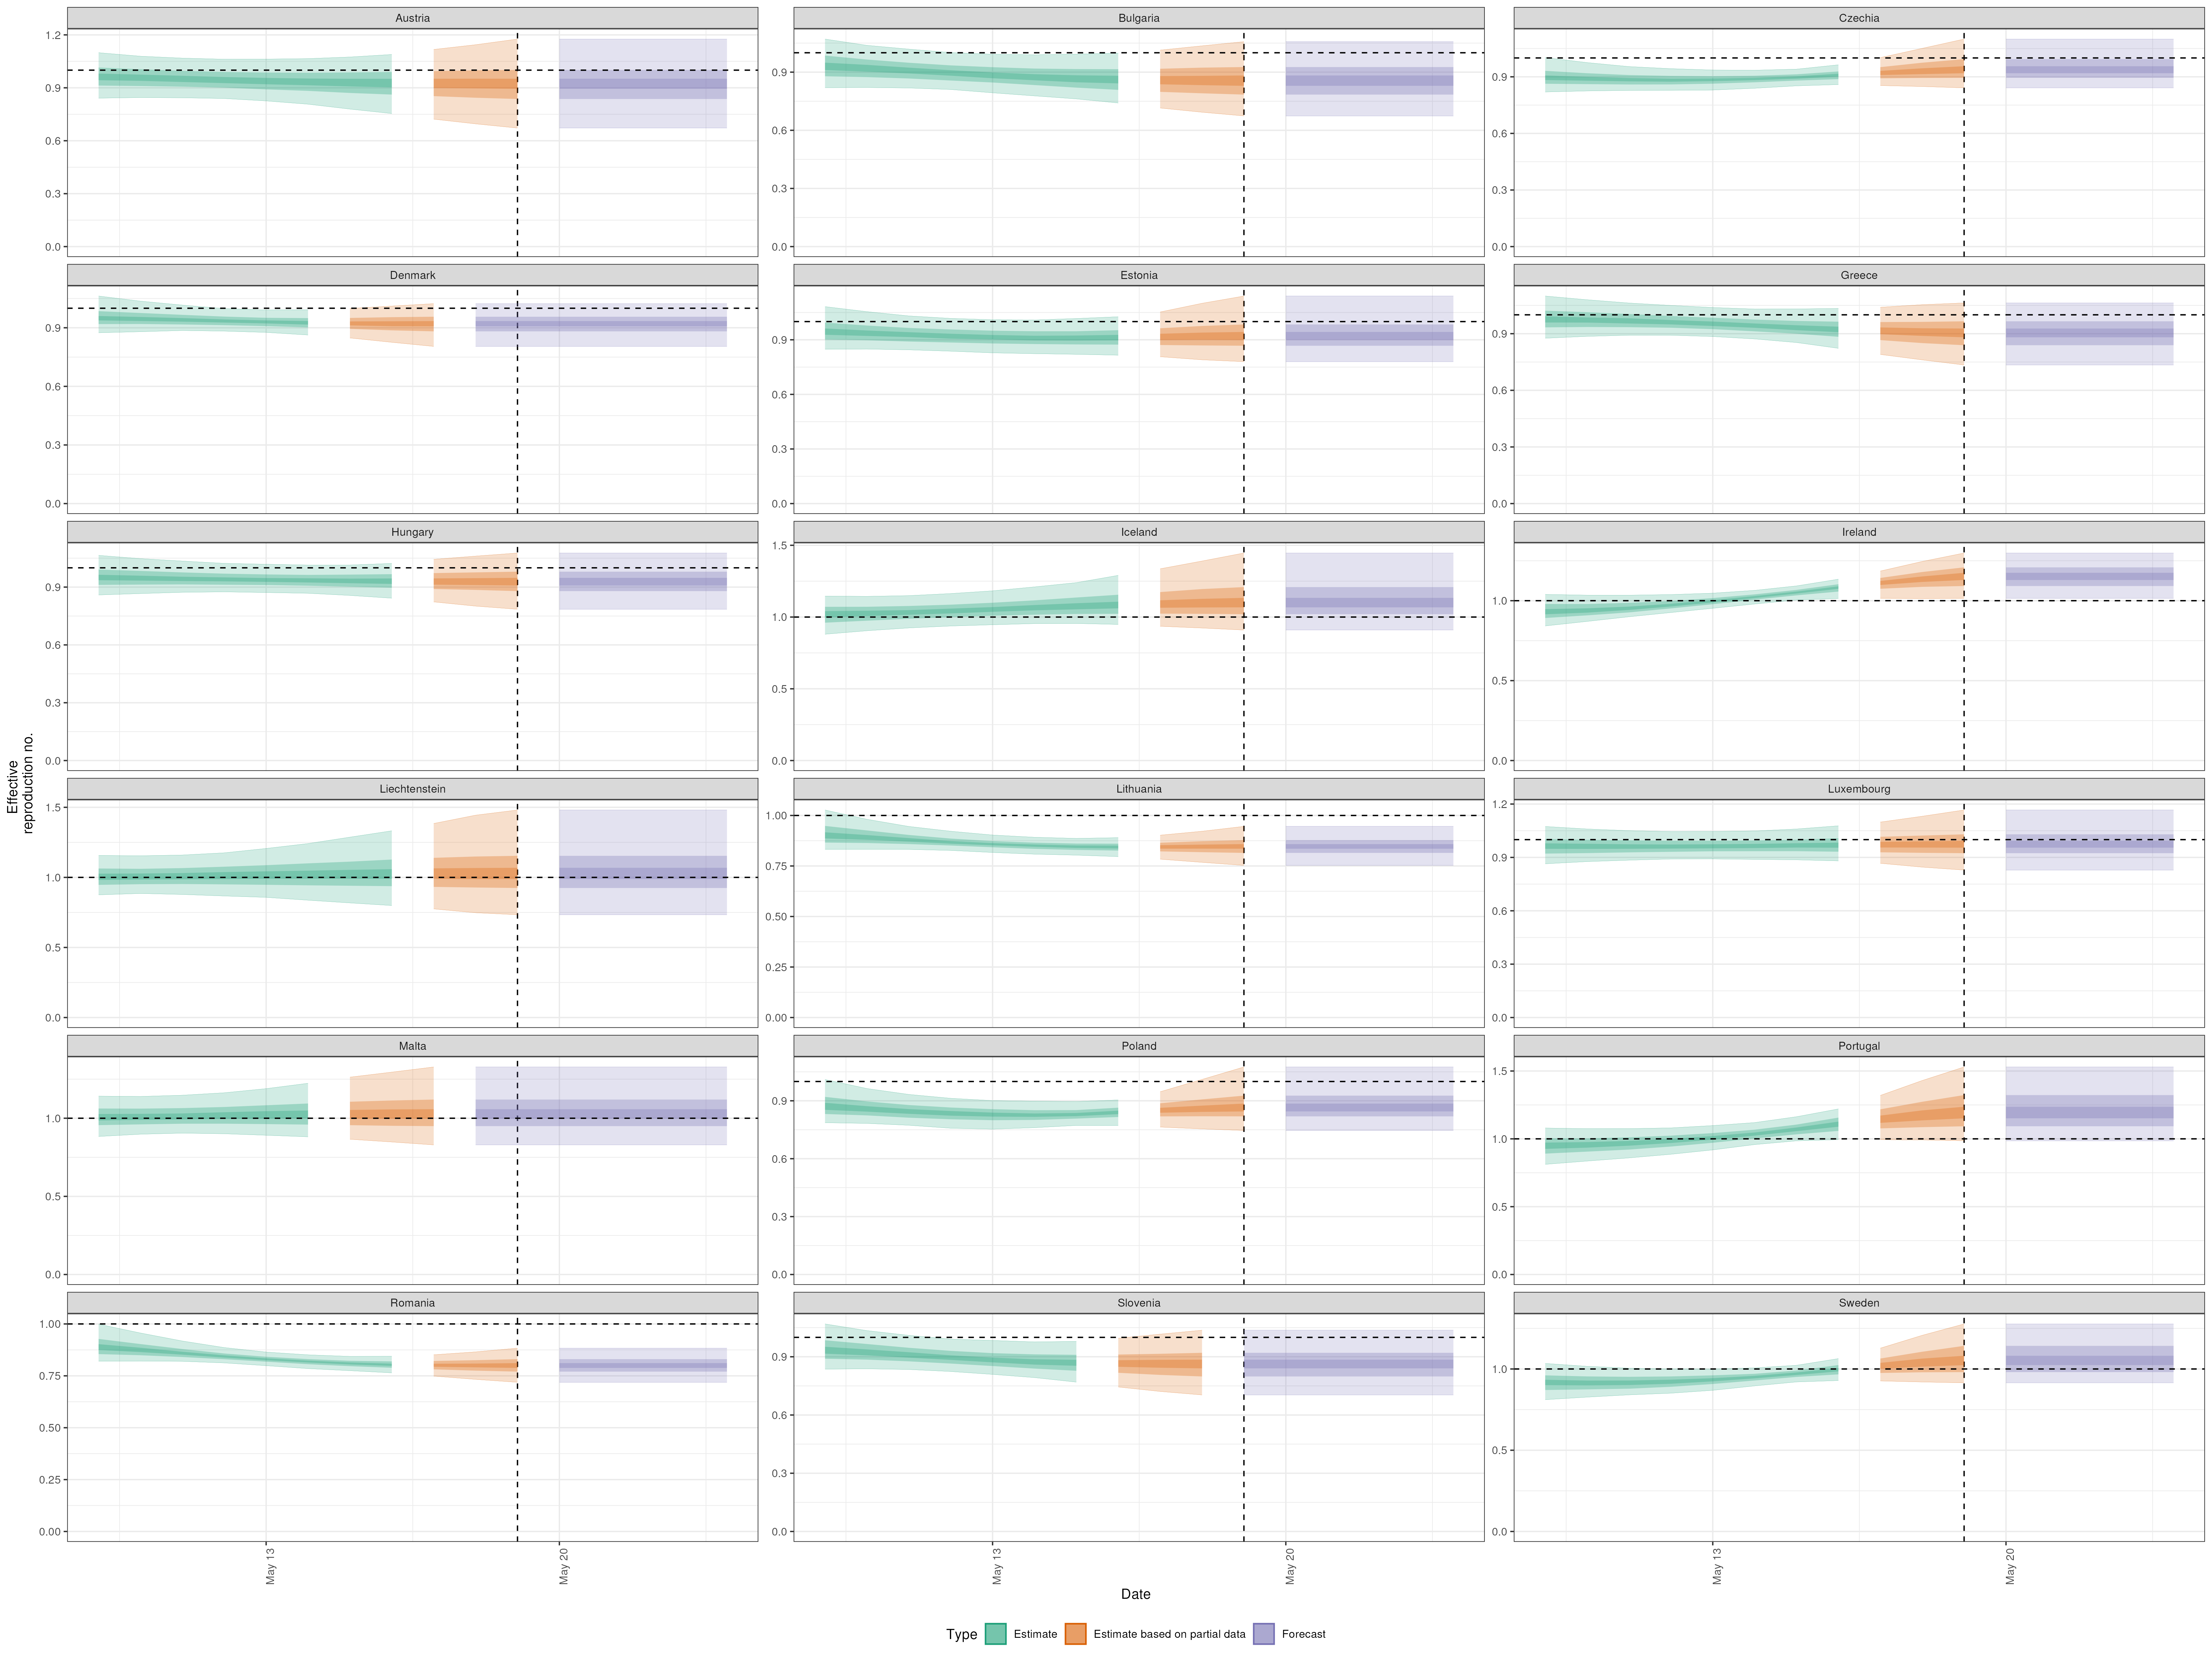 Austria
Bulgaria
Czechia
1.2
0.9
0.6
0.3
0.0
0.9
0.6
0.3
0.0
0.9
0.6
0.3
0.0
Denmark
Estonia
Greece
0.9
0.6
0.3
0.0
0.9
0.6
0.3
0.0
0.9
0.6
0.3
0.0
Hungary
Iceland
Ireland
0.9
0.6
0.3
0.0
1.5
1.0
0.5
0.0
1.0
0.5
0.0
Effective
reproduction no.
Liechtenstein
Lithuania
Luxembourg
1.5
1.0
0.5
0.0
1.00
0.75
0.50
0.25
0.00
1.2
0.9
0.6
0.3
0.0
Malta
Poland
Portugal
1.0
0.5
0.0
0.9
0.6
0.3
0.0
1.5
1.0
0.5
0.0
Romania
Slovenia
Sweden
1.00
0.75
0.50
0.25
0.00
0.9
0.6
0.3
0.0
1.0
0.5
0.0
May 13
May 20
May 13
May 20
May 13
May 20
Date
Type Estimate Estimate based on partial data Forecast